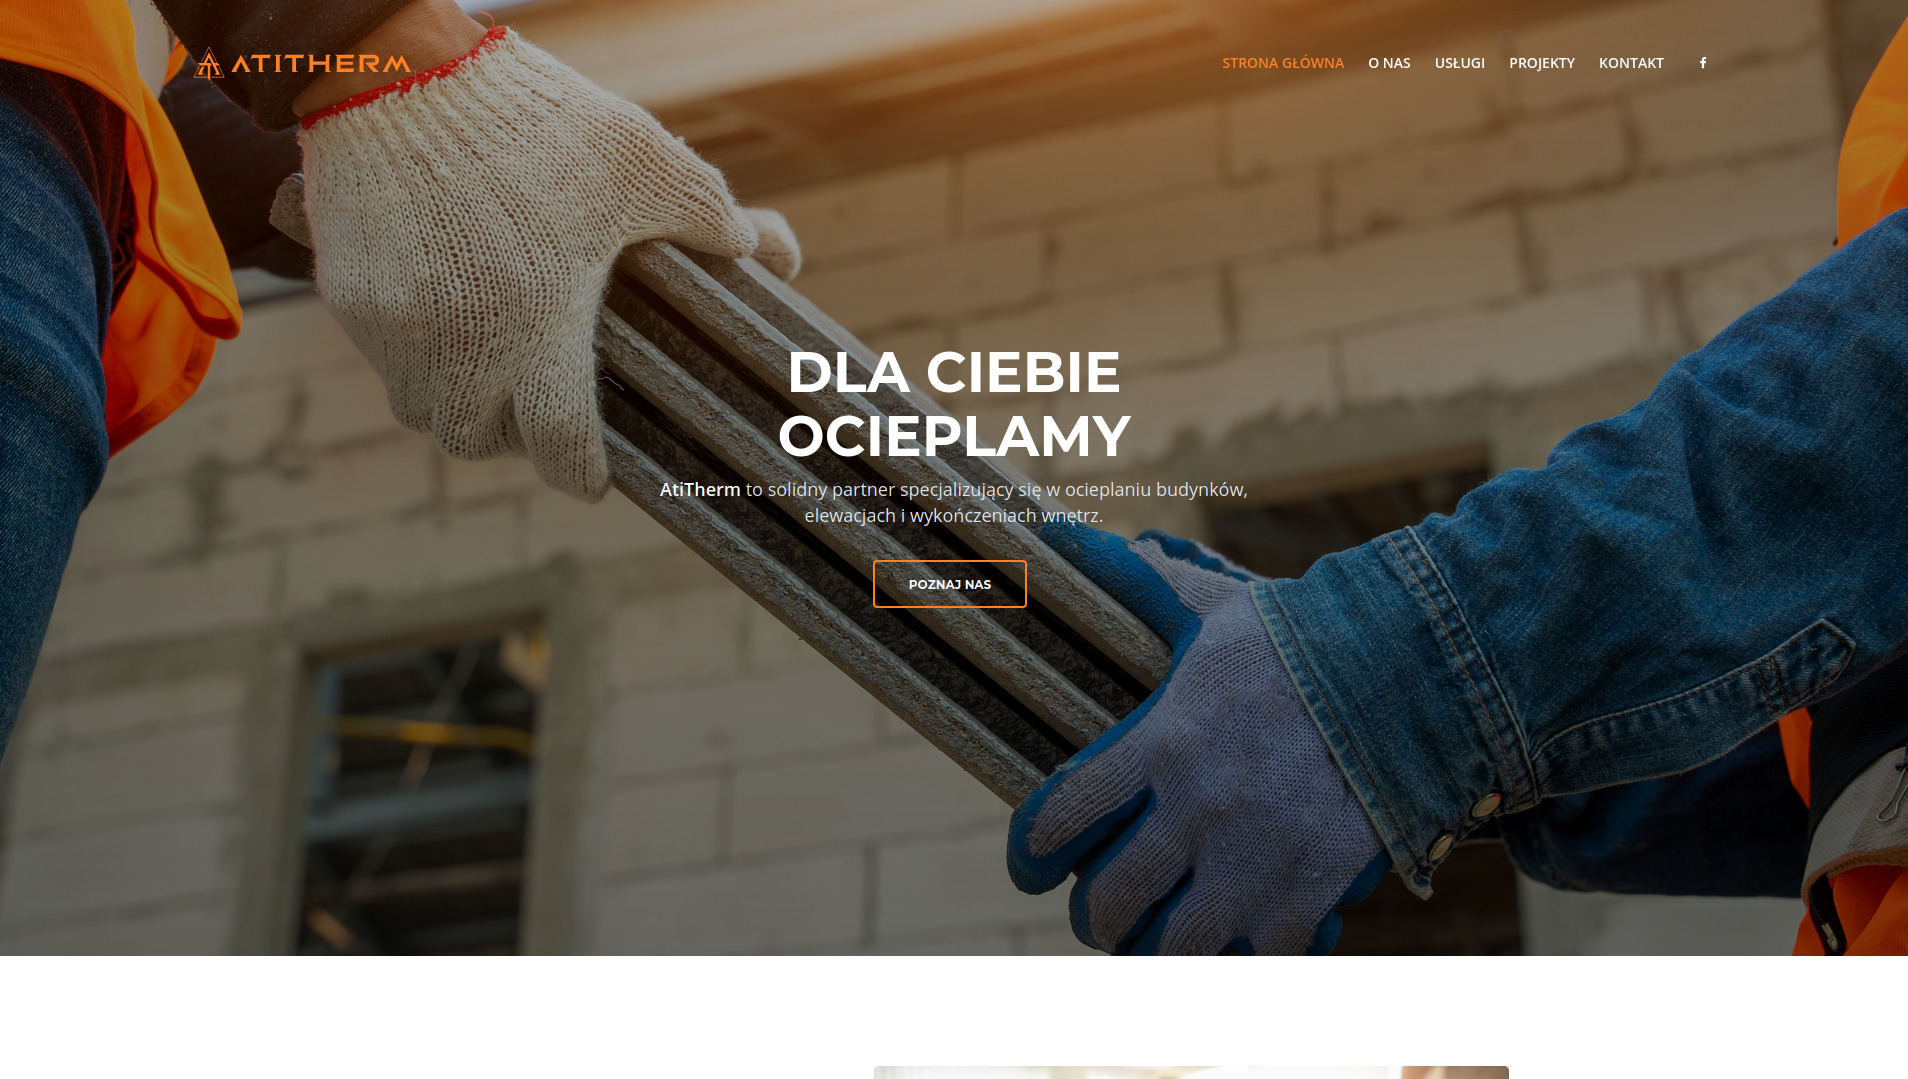 ATITHERM
STRONA GŁÓWNA
O NAS
USŁUGI
PROJEKTY
KONTAKT
DLA CIEBIE
OCIEPLAMY
AtiTherm to solidny partner specjalizujący się w ocieplaniu budynków,
elewacjach i wykończeniach wnętrz.
POZNAJ NAS